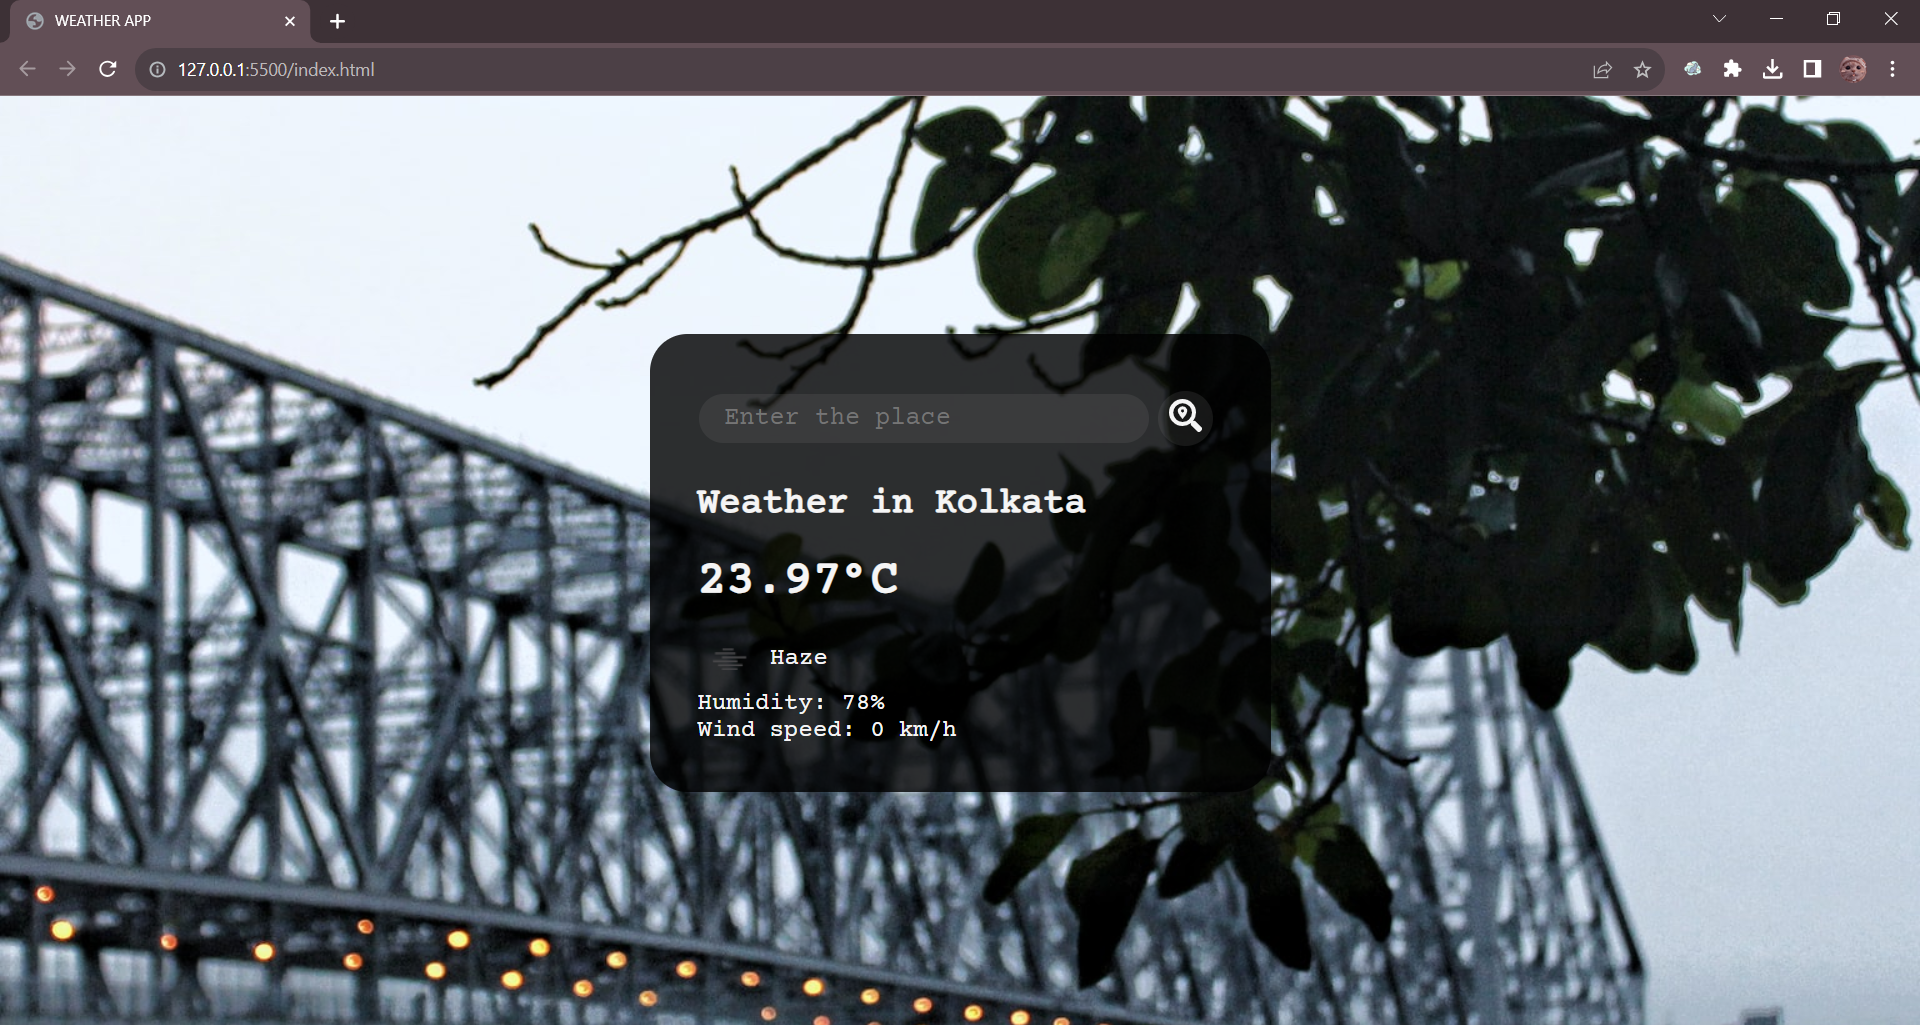 WEATHER APP
127.0.0.1:5500/index.html
Enter the place
Weather in Kolkata
23.97°C
Haze
Humidity: 78%
Wind speed: 0 km/h